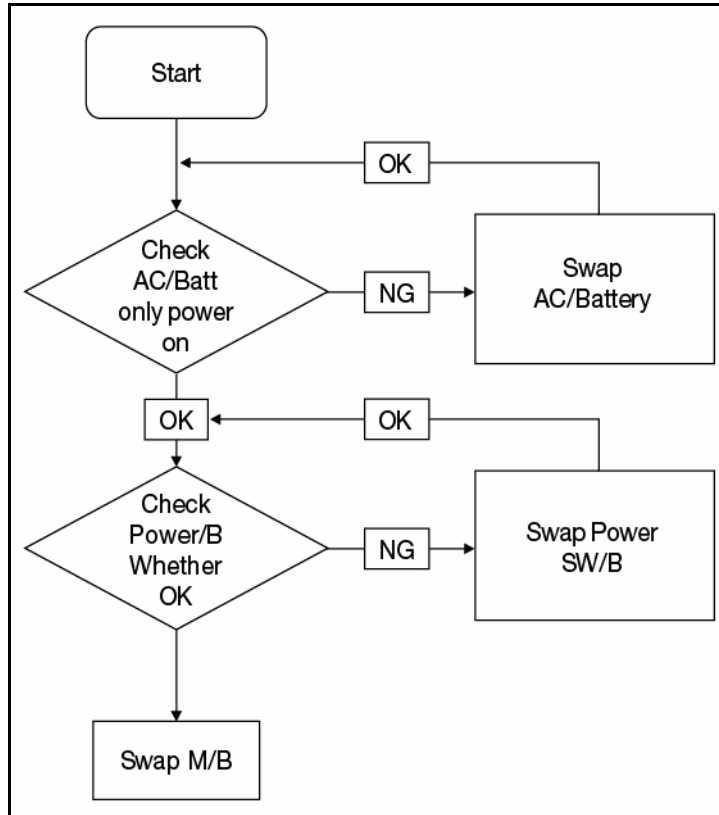 Start
OK
Check
AC/Batt
only power
on
NG
Swap
AC/Battery
OK
OK
Check
Power/B
Whether
OK
NG
Swap Power
SW/B
Swap M/B